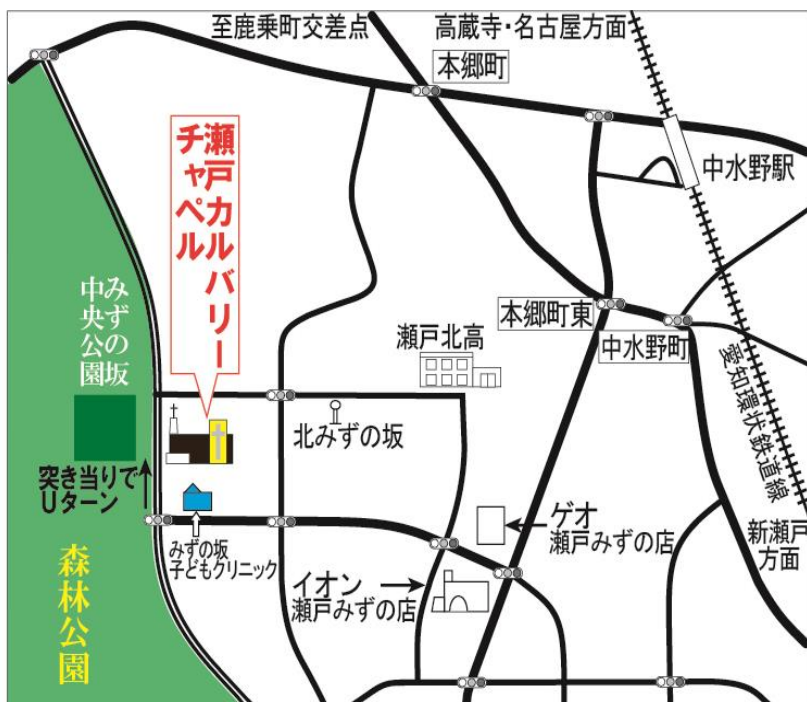 至鹿乗町交差点
高蔵寺・名古屋方面
本郷町
中水野駅
瀬戸カルバリー
チャペル
みずの坂
中央公園
本郷町東
中水野町
瀬戸北高
愛知環状鉄道線
北みずの坂
突き当りで
Uターン
みずの坂
子どもクリニック
ゲオ
瀬戸みずの店
新瀬戸
方面
イオン
瀬戸みずの店
森林公園